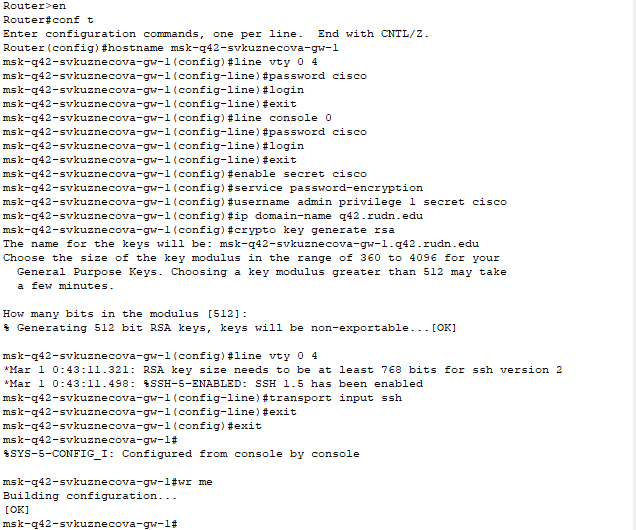 Router>en
Router#conf t
Enter configuration commands, one per line.  End with CNTL/Z.
Router(config)#hostname msk-q42-svkuznecova-gw-1
msk-q42-svkuznecova-gw-1(config)#line vty 0 4
msk-q42-svkuznecova-gw-1(config-line)#password cisco
msk-q42-svkuznecova-gw-1(config-line)#login
msk-q42-svkuznecova-gw-1(config-line)#exit
msk-q42-svkuznecova-gw-1(config)#line console 0
msk-q42-svkuznecova-gw-1(config-line)#password cisco
msk-q42-svkuznecova-gw-1(config-line)#login
msk-q42-svkuznecova-gw-1(config-line)#exit
msk-q42-svkuznecova-gw-1(config)#enable secret cisco
msk-q42-svkuznecova-gw-1(config)#service password-encryption
msk-q42-svkuznecova-gw-1(config)#username admin privilege 1 secret cisco
msk-q42-svkuznecova-gw-1(config)#ip domain-name q42.rudn.edu
msk-q42-svkuznecova-gw-1(config)#crypto key generate rsa
The name for the keys will be: msk-q42-svkuznecova-gw-1.q42.rudn.edu
Choose the size of the key modulus in the range of 360 to 4096 for your
  General Purpose Keys. Choosing a key modulus greater than 512 may take
  a few minutes.

How many bits in the modulus [512]:
% Generating 512 bit RSA keys, keys will be non-exportable...[OK]

msk-q42-svkuznecova-gw-1(config)#line vty 0 4
*Mar 1 0:43:11.321: RSA key size needs to be at least 768 bits for ssh version 2
*Mar 1 0:43:11.498: %SSH-5-ENABLED: SSH 1.5 has been enabled
msk-q42-svkuznecova-gw-1(config-line)#transport input ssh
msk-q42-svkuznecova-gw-1(config-line)#exit
msk-q42-svkuznecova-gw-1(config)#exit
msk-q42-svkuznecova-gw-1#
%SYS-5-CONFIG_I: Configured from console by console

msk-q42-svkuznecova-gw-1#wr me
Building configuration...
[OK]
msk-q42-svkuznecova-gw-1#